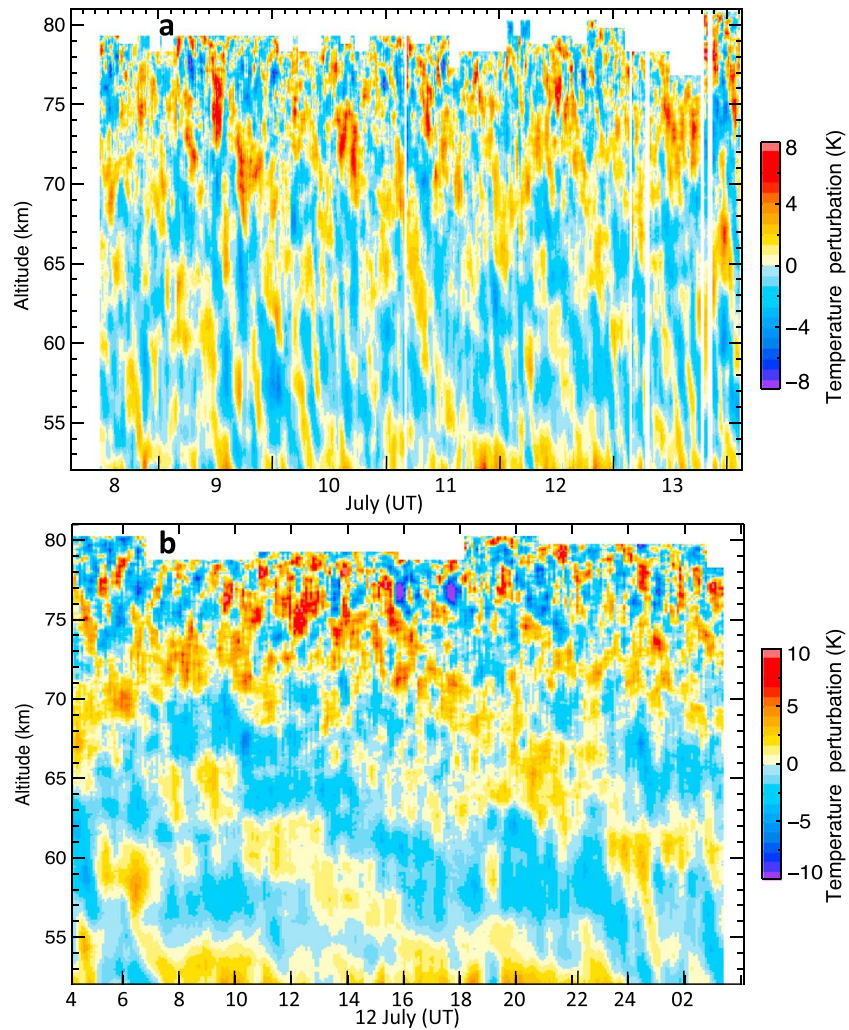 a
80
75
70
65
60
55
Altitude (km)
8 9 10 11 12 13
July (UT)
8
4
0
−4
−8
Temperature perturbation (K)
b
80
75
70
65
60
55
Altitude (km)
4 6 8 10 12 14 16 18 20 22 24 02
12 July (UT)
10
5
0
−5
−10
Temperature perturbation (K)